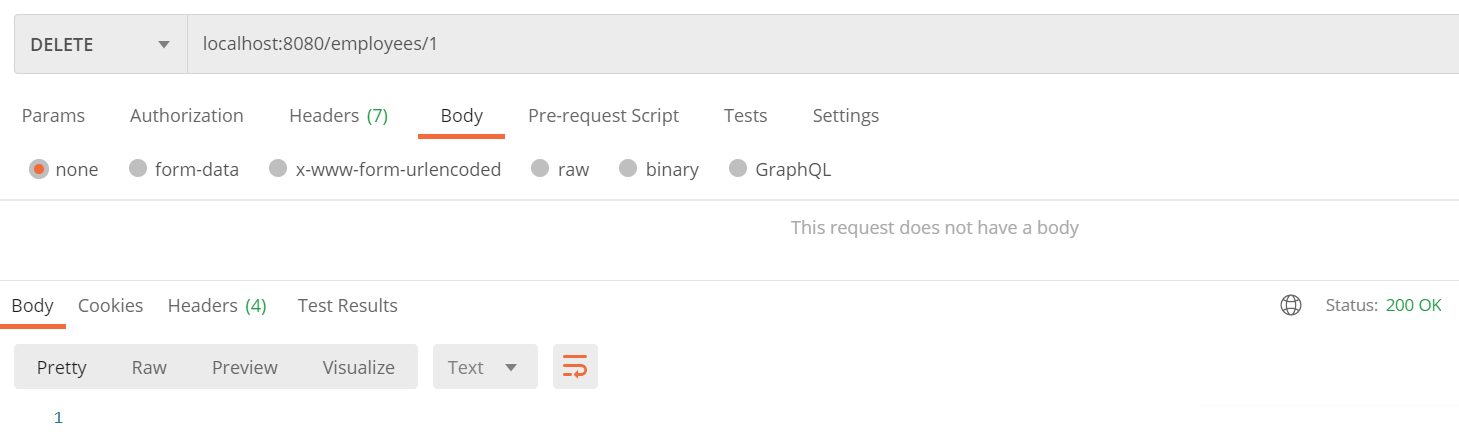 DELETE localhost:8080/employees/1
Params Authorization Headers (7) Body Pre-request Script Tests Settings
none form-data x-www-form-urlencoded raw binary GraphQL
This request does not have a body
Body Cookies Headers (4) Test Results Status: 200 OK
Pretty Raw Preview Visualize Text
1